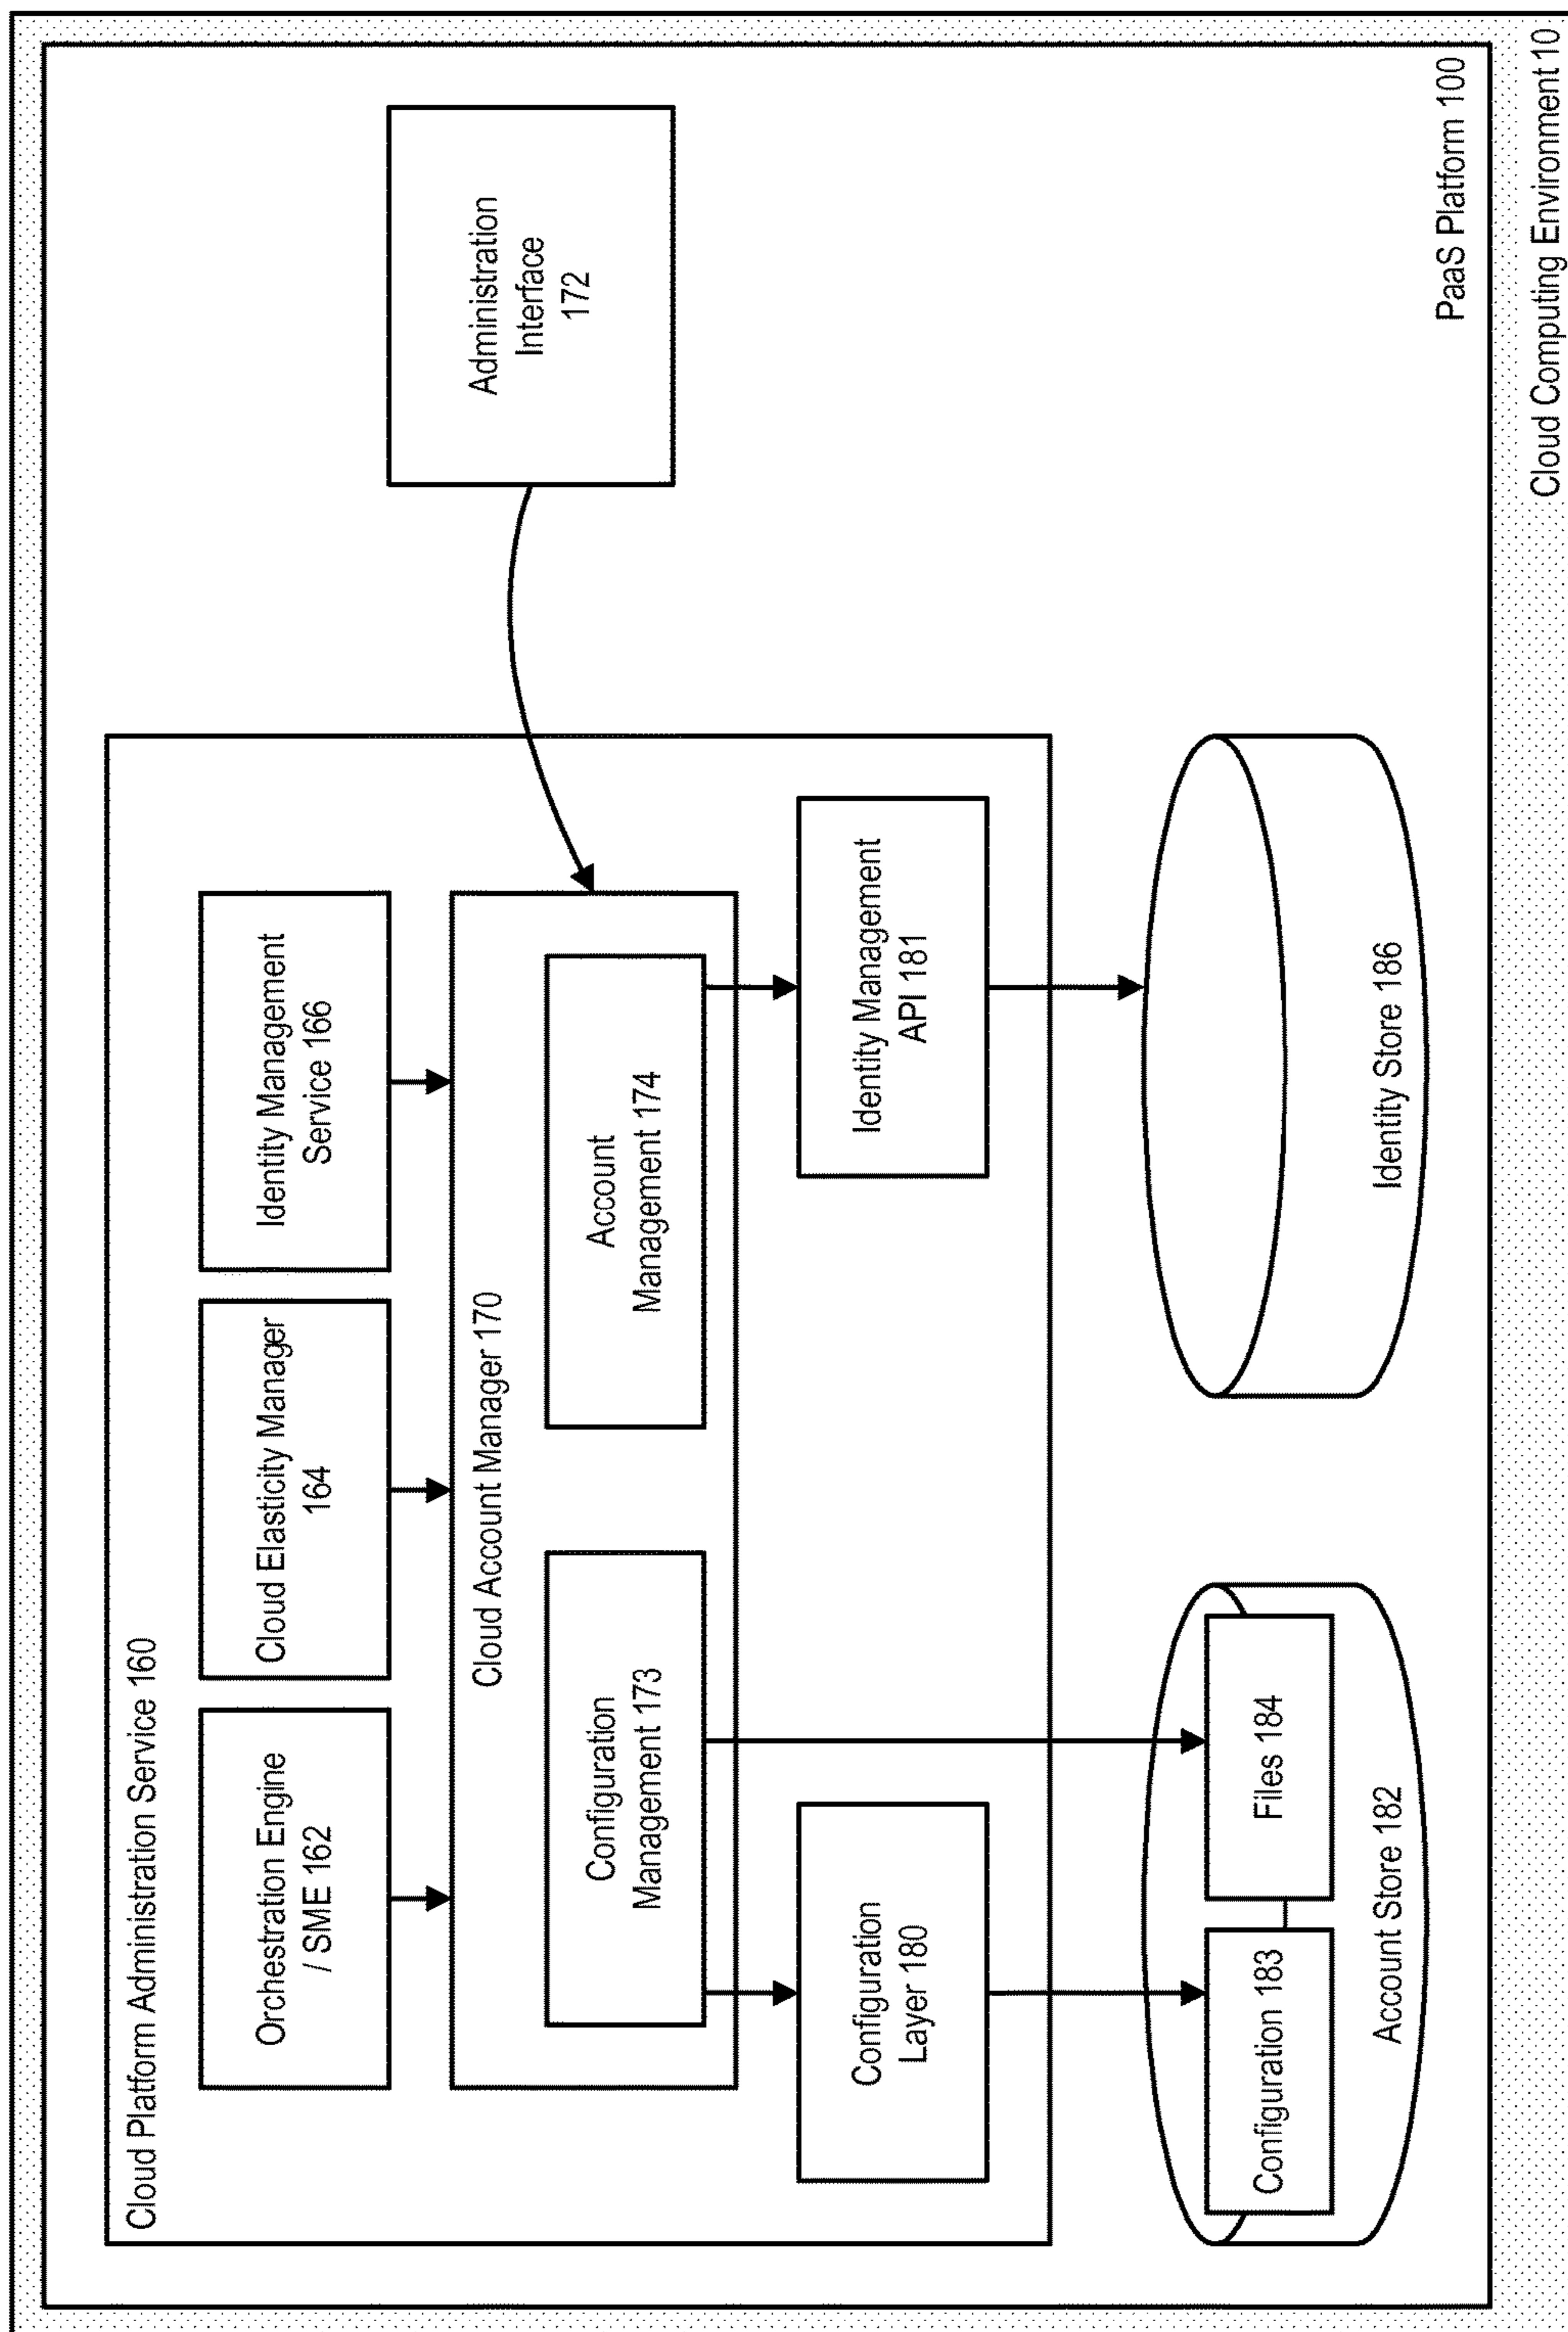 Cloud Platform Administration Service 160
Orchestration Engine
/ SME 162
Cloud Elasticity Manager
164
Identity Management
Service 166
Cloud Account Manager 170
Configuration
Management 173
Account
Management 174
Administration
Interface
172
Configuration
Layer 180
Identity Management
API 181
Configuration 183
Files 184
Account Store 182
Identity Store 186
PaaS Platform 100
Cloud Computing Environment 10